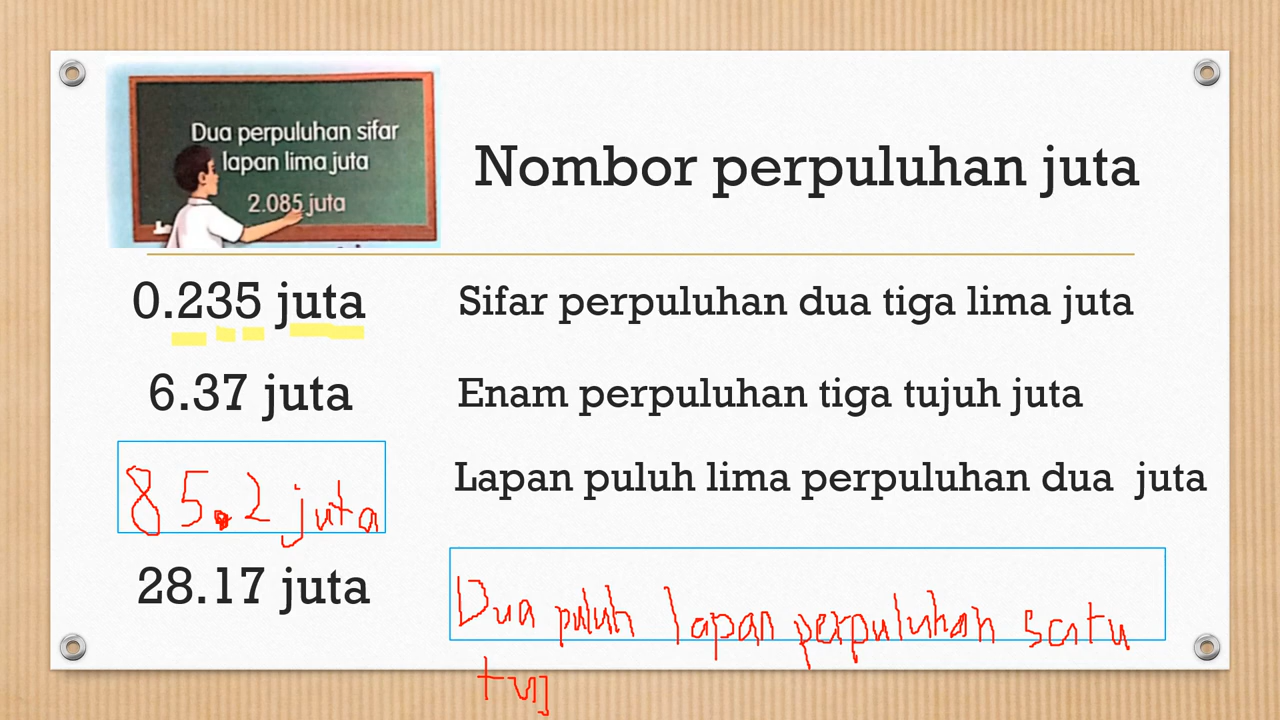 Dua perpuluhan sifar
lapan lima juta
2.085 juta
Nombor perpuluhan juta
0.235 juta
Sifar perpuluhan dua tiga lima juta
6.37 juta
Enam perpuluhan tiga tujuh juta
85.2 juta
Lapan puluh lima perpuluhan dua juta
28.17 juta
Dua puluh lapan perpuluhan satu
tuj